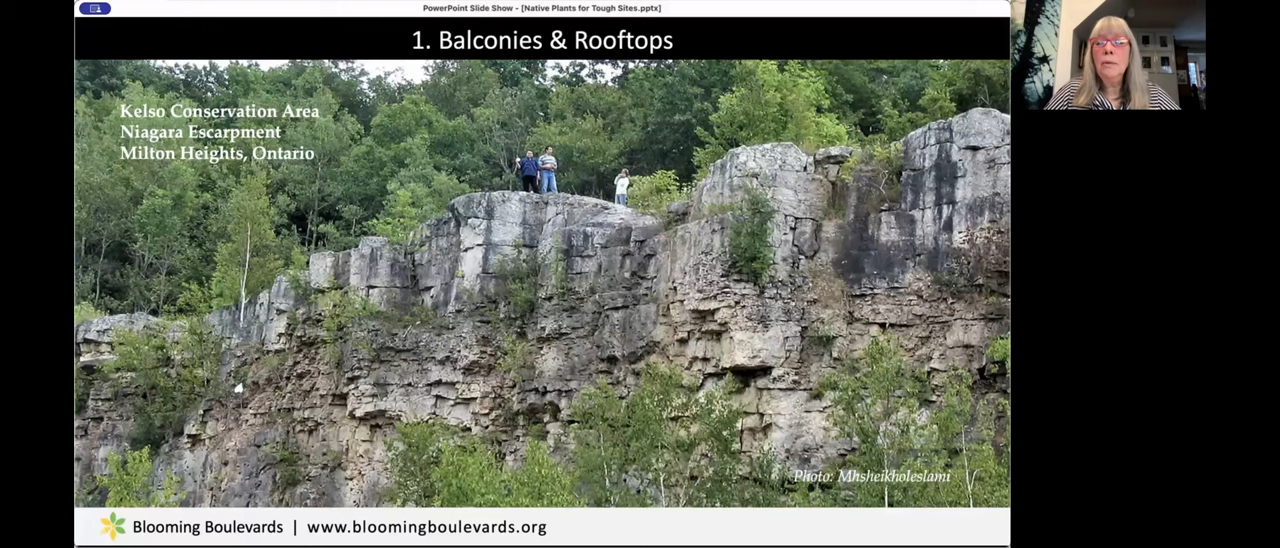 PowerPoint Slide Show - [Native Plants for Tough Sites.pptx]
1. Balconies & Rooftops
Kelso Conservation Area
Niagara Escarpment
Milton Heights, Ontario
Photo: Mhsheikholeslami
Blooming Boulevards | www.bloomingboulevards.org